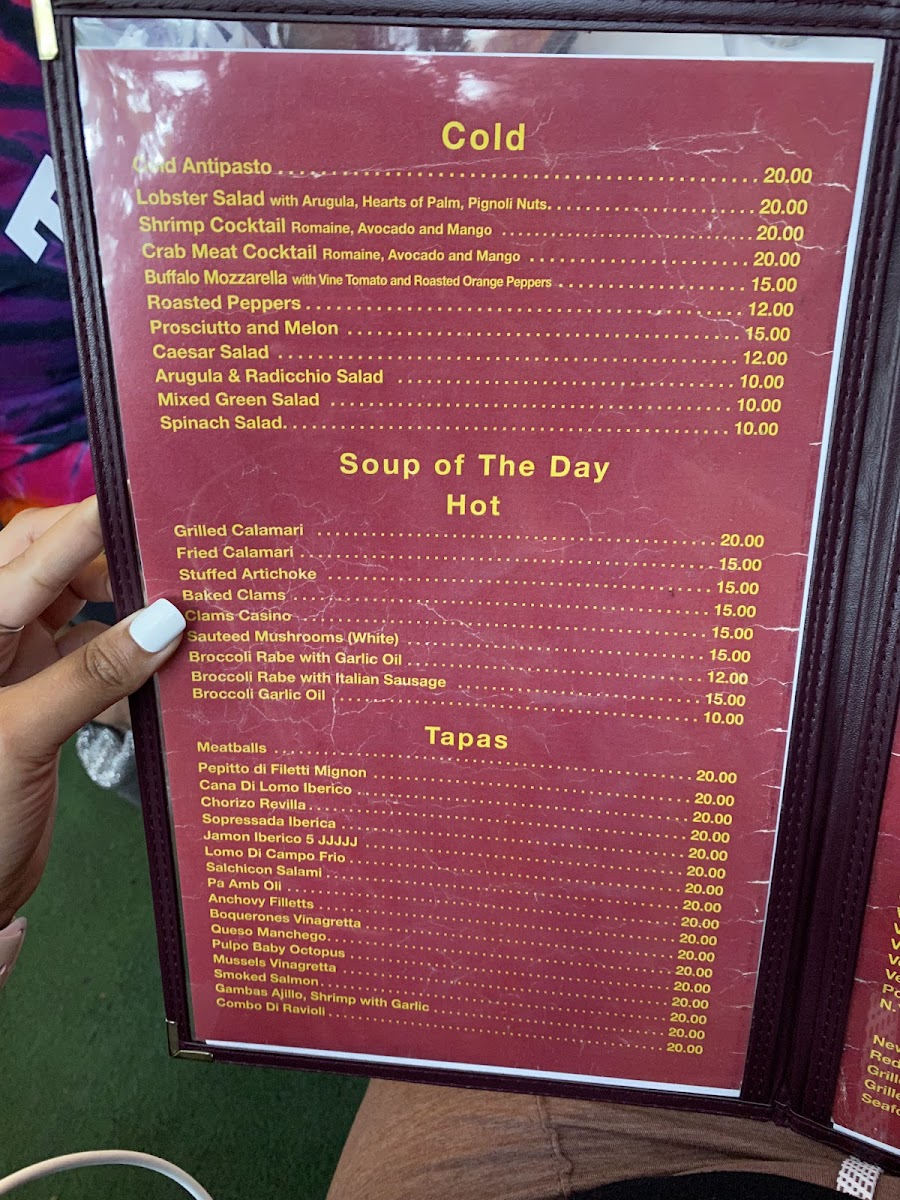 Cold
Cold Antipasto 20.00
Lobster Salad with Arugula, Hearts of Palm, Pignoli Nuts. 20.00
Shrimp Cocktail Romaine, Avocado and Mango 20.00
Crab Meat Cocktail Romaine, Avocado and Mango 20.00
Buffalo Mozzarella with Vine Tomato and Roasted Orange Peppers 15.00
Roasted Peppers 12.00
Prosciutto and Melon 15.00
Caesar Salad 12.00
Arugula & Radicchio Salad 10.00
Mixed Green Salad 10.00
Spinach Salad. 10.00
Soup of The Day
Hot
Grilled Calamari 20.00
Fried Calamari 15.00
Stuffed Artichoke 15.00
Baked Clams 15.00
Clams Casino 15.00
Sauteed Mushrooms (White) 15.00
Broccoli Rabe with Garlic Oil 12.00
Broccoli Rabe with Italian Sausage 15.00
Broccoli Garlic Oil 10.00
Tapas
Meatballs 20.00
Pepitto di Filetti Mignon 20.00
Cana Di Lomo Iberico 20.00
Chorizo Revilla 20.00
Sopressada Iberica 20.00
Jamon Iberico 5 JJJJJ 20.00
Lomo Di Campo Frio 20.00
Salchicon Salami 20.00
Pa Amb Oli 20.00
Anchovy Filletts 20.00
Boquerones Vinagretta 20.00
Queso Manchego 20.00
Pulpo Baby Octopus 20.00
Mussels Vinagretta 20.00
Smoked Salmon 20.00
Gambas Ajillo, Shrimp with Garlic 20.00
Combo Di Ravioli 20.00